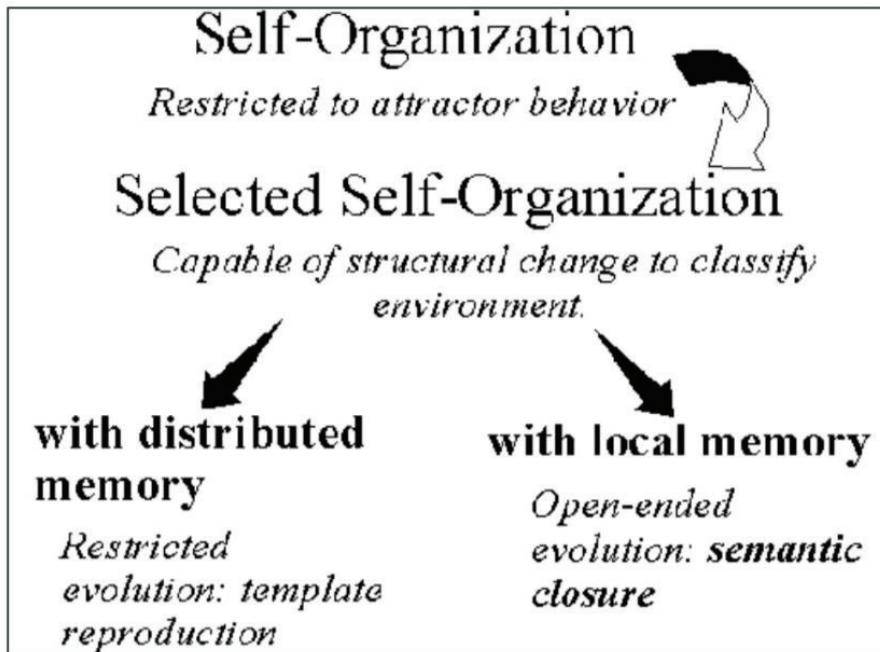 Self-Organization
Restricted to attractor behavior
Selected Self-Organization
Capable of structural change to classify
environment.
with distributed
memory
Restricted
evolution: template
reproduction
with local memory
Open-ended
evolution: semantic
closure